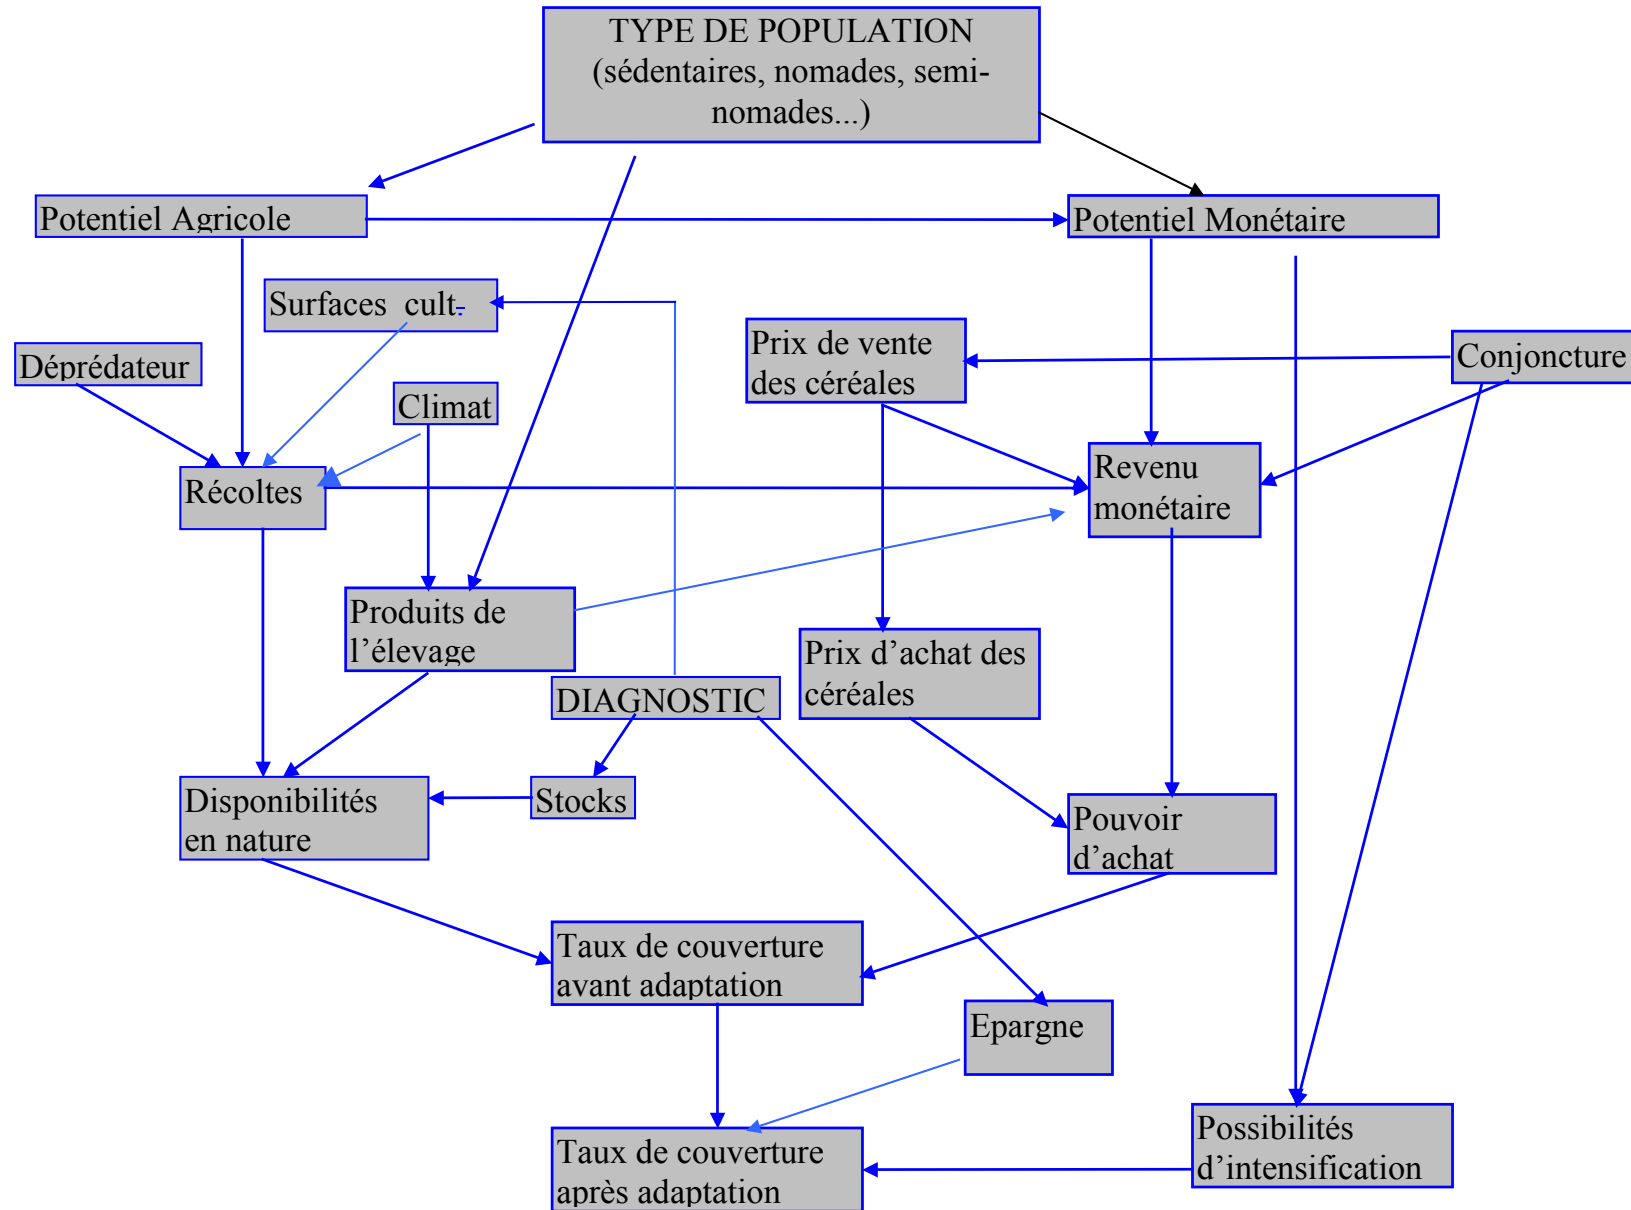 TYPE DE POPULATION
(sédentaires, nomades, semi-
nomades...)
Potentiel Agricole
Potentiel Monétaire
Surfaces cult.
Déprédateur
Climat
Prix de vente
des céréales
Conjoncture
Récoltes
Revenu
monétaire
Produits de
l’élevage
Prix d’achat des
céréales
DIAGNOSTIC
Disponibilités
en nature
Stocks
Pouvoir
d’achat
Taux de couverture
avant adaptation
Epargne
Taux de couverture
après adaptation
Possibilités
d’intensification